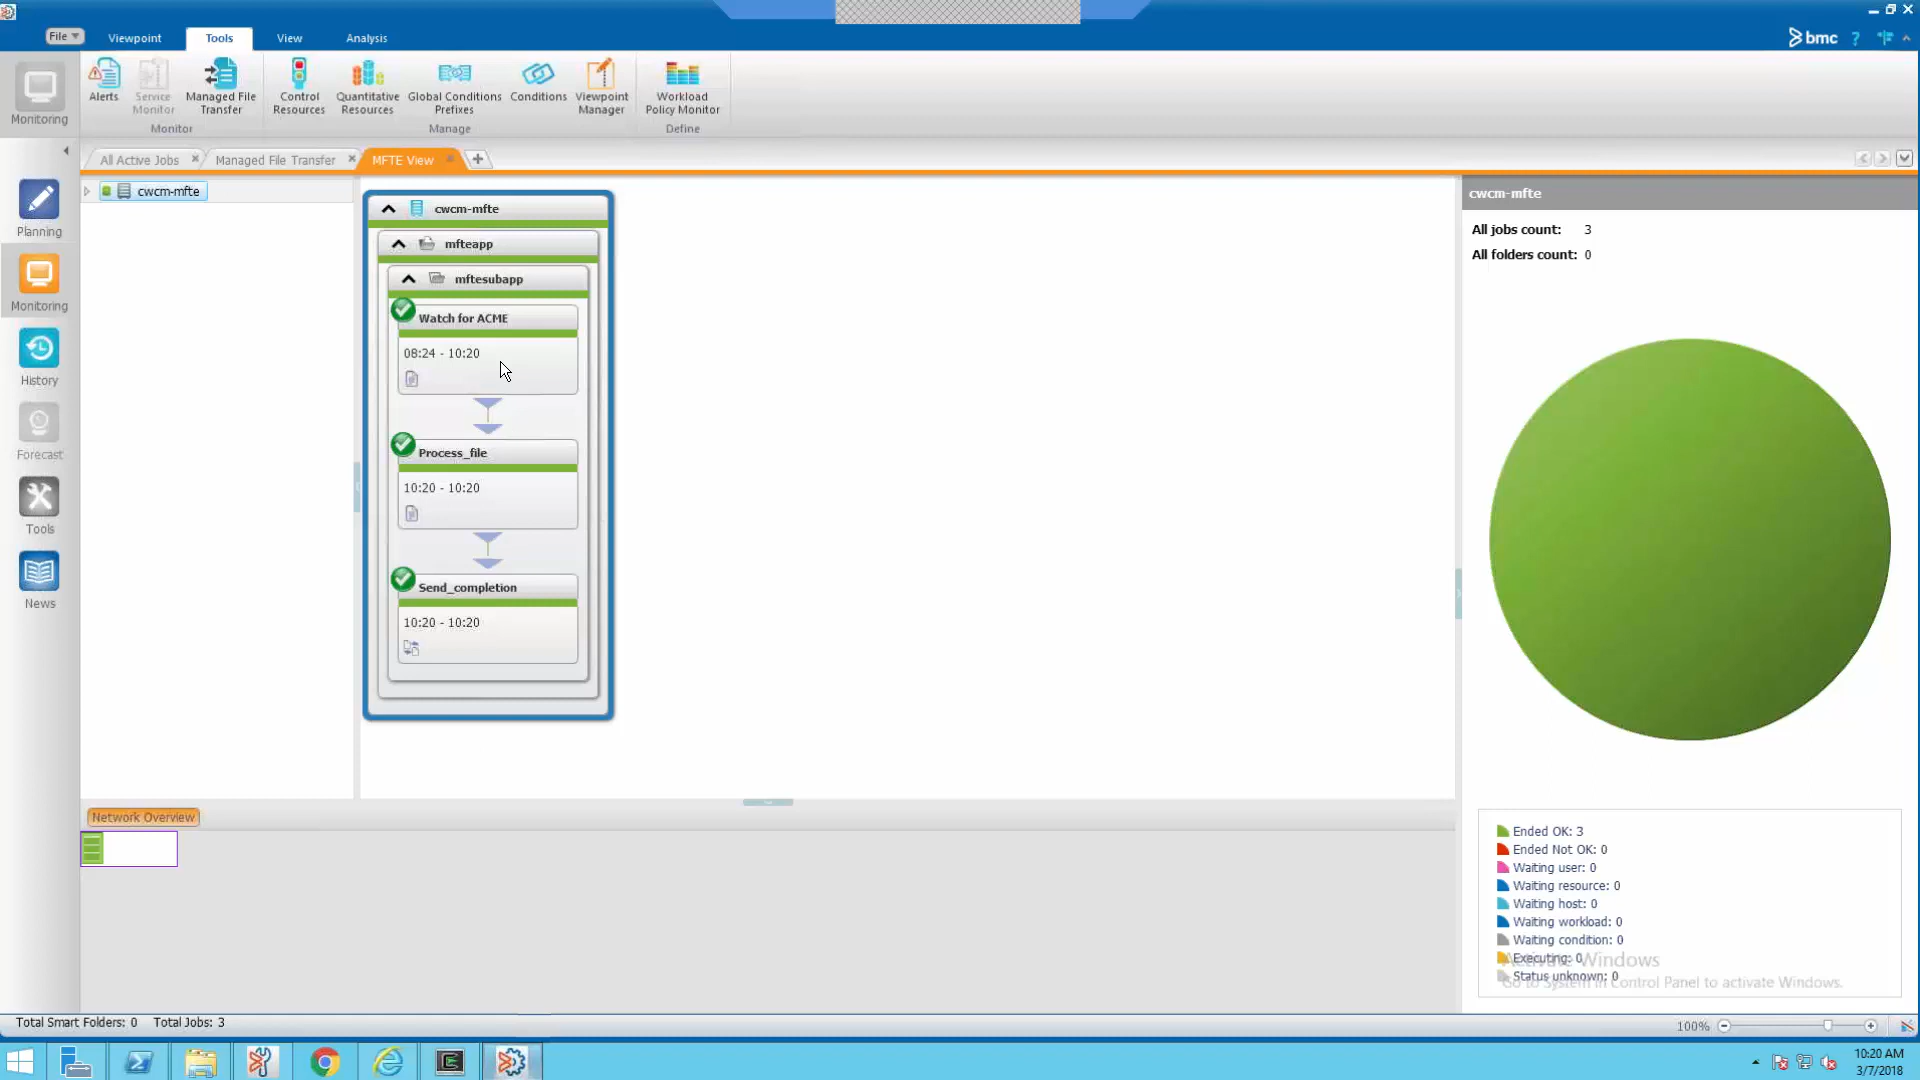 File
Viewpoint
Tools
View
Analysis
bmc
?
Alerts
Service
Monitor
Managed File
Transfer
Control
Resources
Quantitative
Resources
Global Conditions
Prefixes
Conditions
Viewpoint
Manager
Workload
Policy Monitor
Monitor
Manage
Define
Monitoring
All Active Jobs
Managed File Transfer
MFTE View
cwcm-mfte
Planning
Monitoring
History
Forecast
Tools
News
cwcm-mfte
mfteapp
mftesubapp
Watch for ACME
08:24 - 10:20
Process_file
10:20 - 10:20
Send_completion
10:20 - 10:20
cwcm-mfte
All jobs count: 3
All folders count: 0
Network Overview
Ended OK: 3
Ended Not OK: 0
Waiting user: 0
Waiting resource: 0
Waiting host: 0
Waiting workload: 0
Waiting condition: 0
Executing: 0
Status unknown: 0
Activate Windows
Go to System in Control Panel to activate Windows.
Total Smart Folders: 0 Total Jobs: 3
100%
10:20 AM
3/7/2018